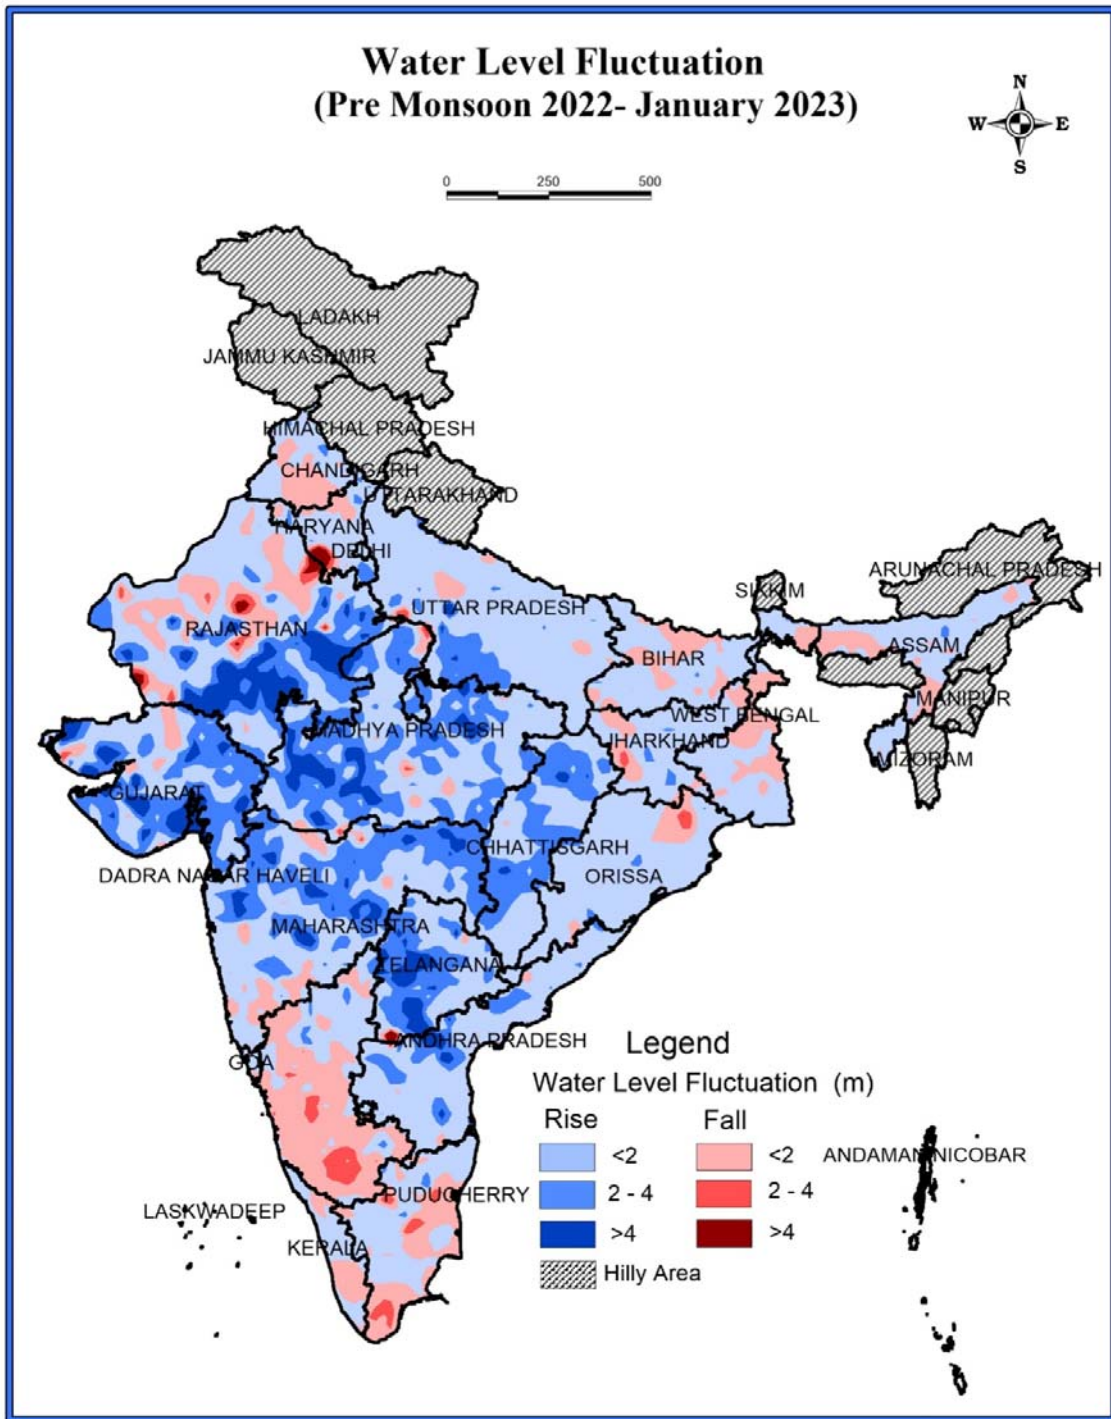 Water Level Fluctuation
(Pre Monsoon 2022- January 2023)
N
W E
S
0 250 500
LADAKH
JAMMU KASHMIR
HIMACHAL PRADESH
CHANDIGARH
UTTARAKHAND
HARYANA
DELHI
ARUNACHAL PRADESH
SIKKIM
UTTAR PRADESH
RAJASTHAN
ASSAM
BIHAR
MANIPUR
WEST BENGAL
MADHYA PRADESH
JHARKHAND
MIZORAM
GUJARAT
CHHATTISGARH
DADRA NAGAR HAVELI
ORISSA
MAHARASHTRA
TELANGANA
ANDHRA PRADESH
GOA
ANDAMAN NICOBAR
PUDUCHERRY
LASKWADEEP
KERALA
Legend
Water Level Fluctuation (m)
Rise Fall
<2 <2
2 - 4 2 - 4
>4 >4
Hilly Area